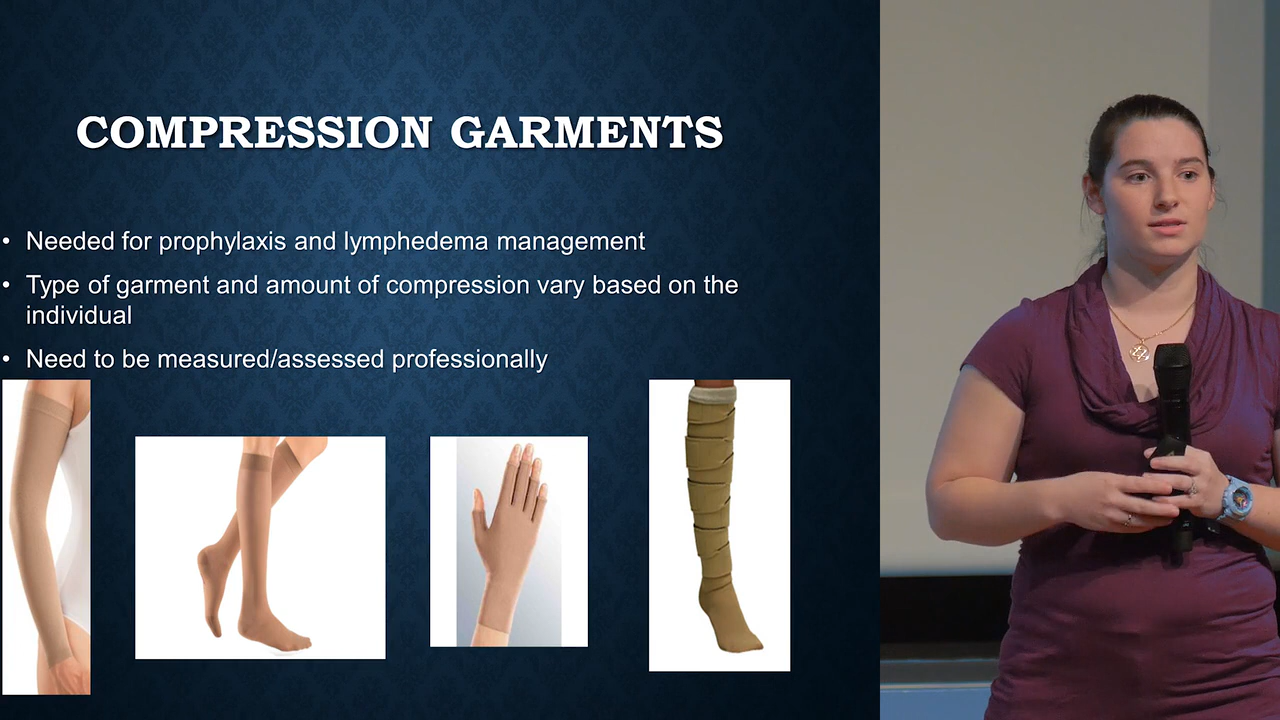 COMPRESSION GARMENTS
• Needed for prophylaxis and lymphedema management
• Type of garment and amount of compression vary based on the
individual
• Need to be measured/assessed professionally